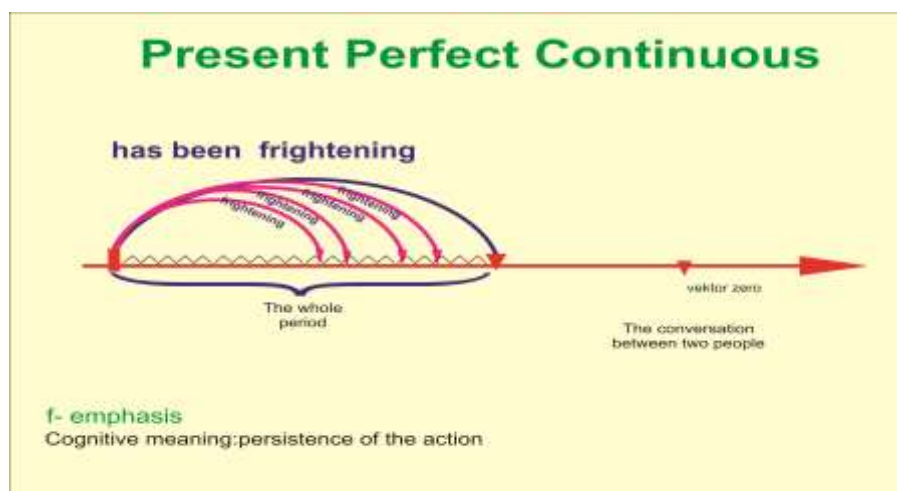 Present Perfect Continuous
has been frightening
frightening
frightening
frightening
frightening
vektor zero
The whole
period
The conversation
between two people
f- emphasis
Cognitive meaning:persistence of the action